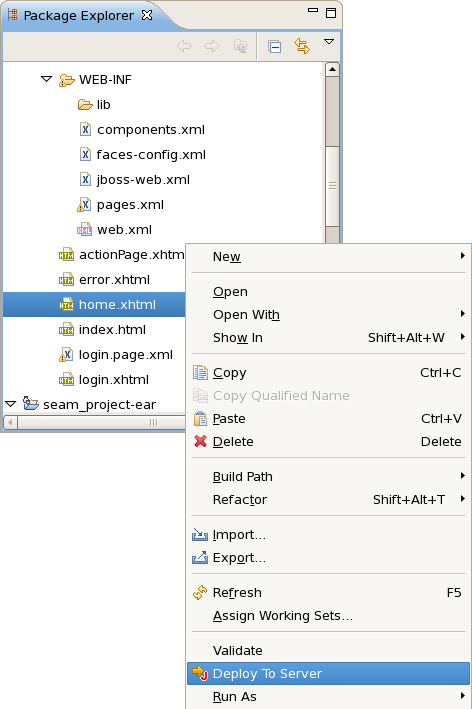 Package Explorer
WEB-INF
lib
components.xml
faces-config.xml
jboss-web.xml
pages.xml
web.xml
actionPage.xhtm
error.xhtml
home.xhtml
index.html
login.page.xml
login.xhtml
seam_project-ear
New
Open
Open With
Show In Shift+Alt+W
Copy Ctrl+C
Copy Qualified Name
Paste Ctrl+V
Delete Delete
Build Path
Refactor Shift+Alt+T
Import...
Export...
Refresh F5
Assign Working Sets...
Validate
Deploy To Server
Run As